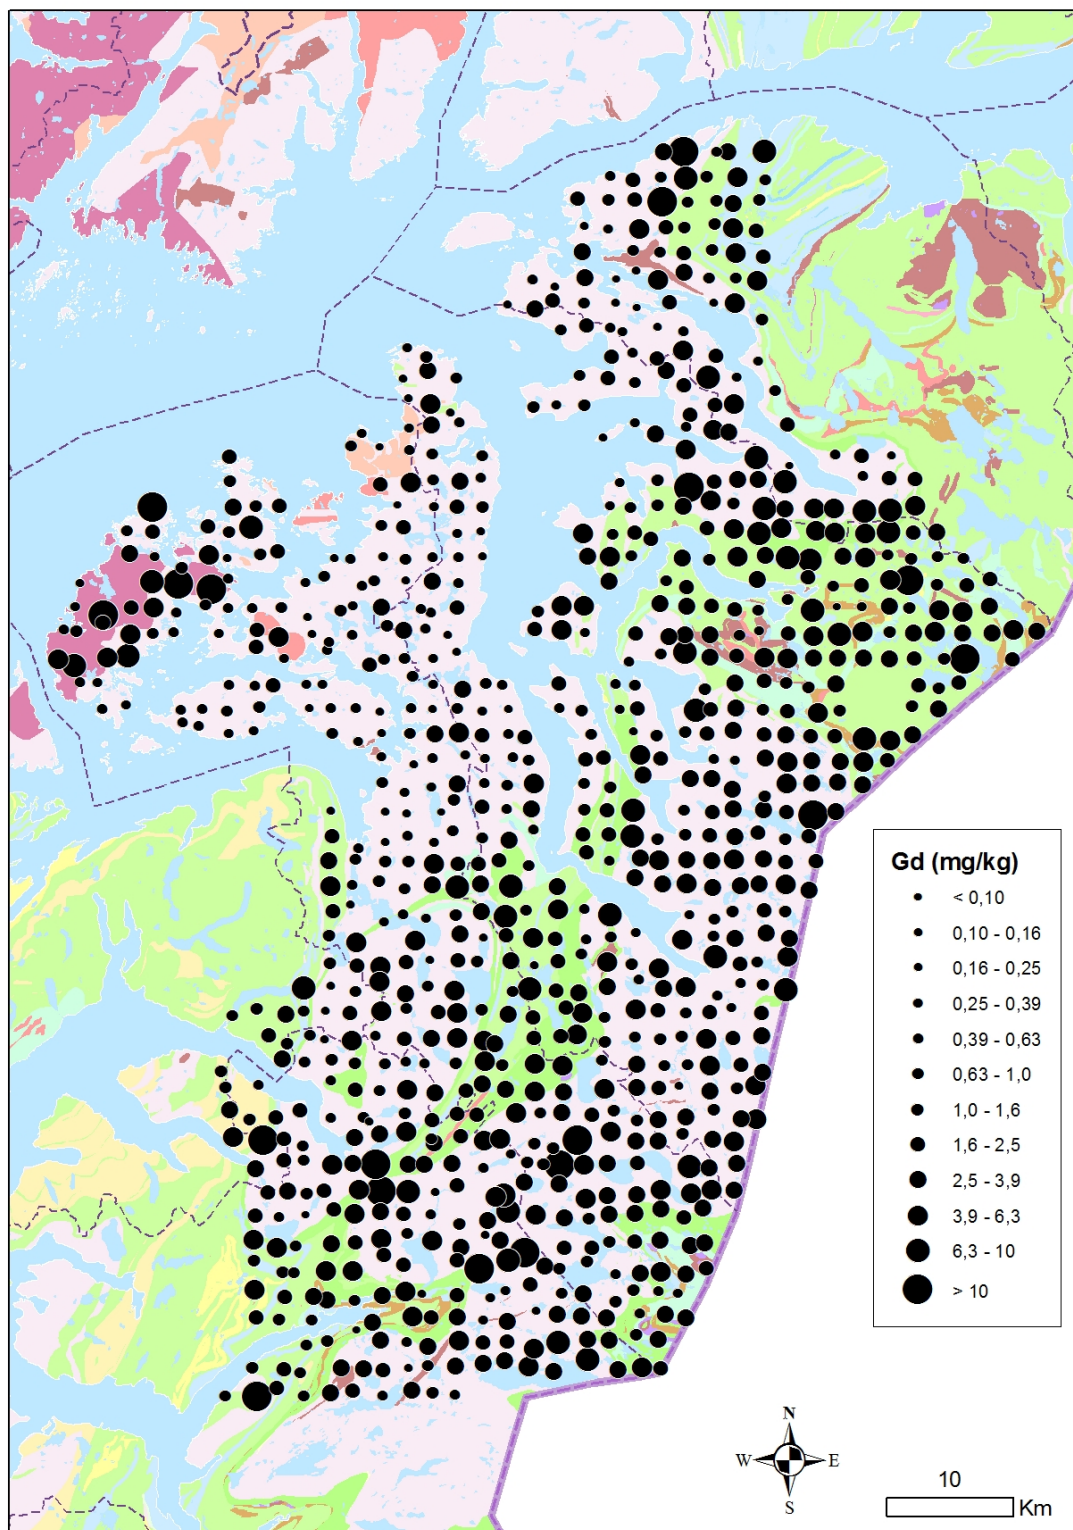 Gd (mg/kg)
< 0,10
0,10 - 0,16
0,16 - 0,25
0,25 - 0,39
0,39 - 0,63
0,63 - 1,0
1,0 - 1,6
1,6 - 2,5
2,5 - 3,9
3,9 - 6,3
6,3 - 10
> 10
N
W E
S
10
Km